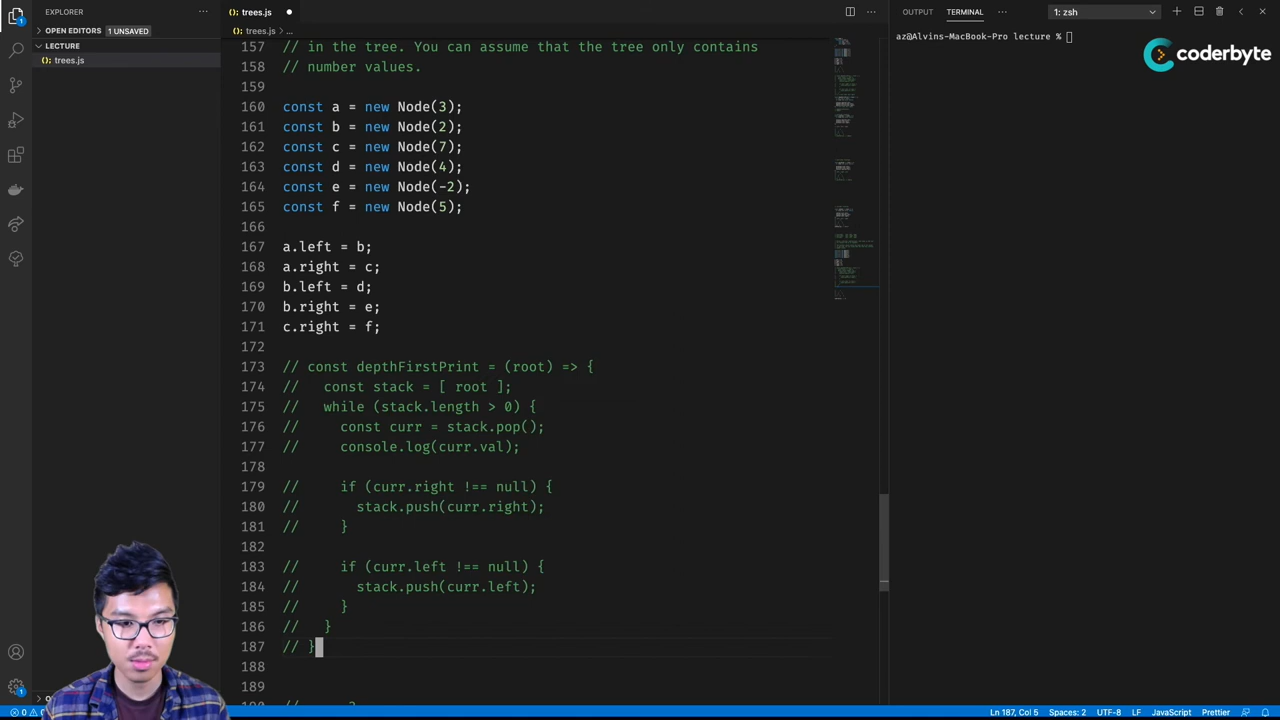 EXPLORER
OPEN EDITORS 1 UNSAVED
LECTURE
trees.js
trees.js
trees.js > ...
157 // in the tree. You can assume that the tree only contains
158 // number values.
159
160 const a = new Node(3);
161 const b = new Node(2);
162 const c = new Node(7);
163 const d = new Node(4);
164 const e = new Node(-2);
165 const f = new Node(5);
166
167 a.left = b;
168 a.right = c;
169 b.left = d;
170 b.right = e;
171 c.right = f;
172
173 // const depthFirstPrint = (root) => {
174 //   const stack = [ root ];
175 //   while (stack.length > 0) {
176 //     const curr = stack.pop();
177 //     console.log(curr.val);
178
179 //     if (curr.right !== null) {
180 //       stack.push(curr.right);
181 //     }
182
183 //     if (curr.left !== null) {
184 //       stack.push(curr.left);
185 //     }
186 //   }
187 // }
188
189
OUTPUT TERMINAL ... 1: zsh
az@Alvins-MacBook-Pro lecture %
coderbyte
Ln 187, Col 5 Spaces: 2 UTF-8 LF JavaScript Prettier